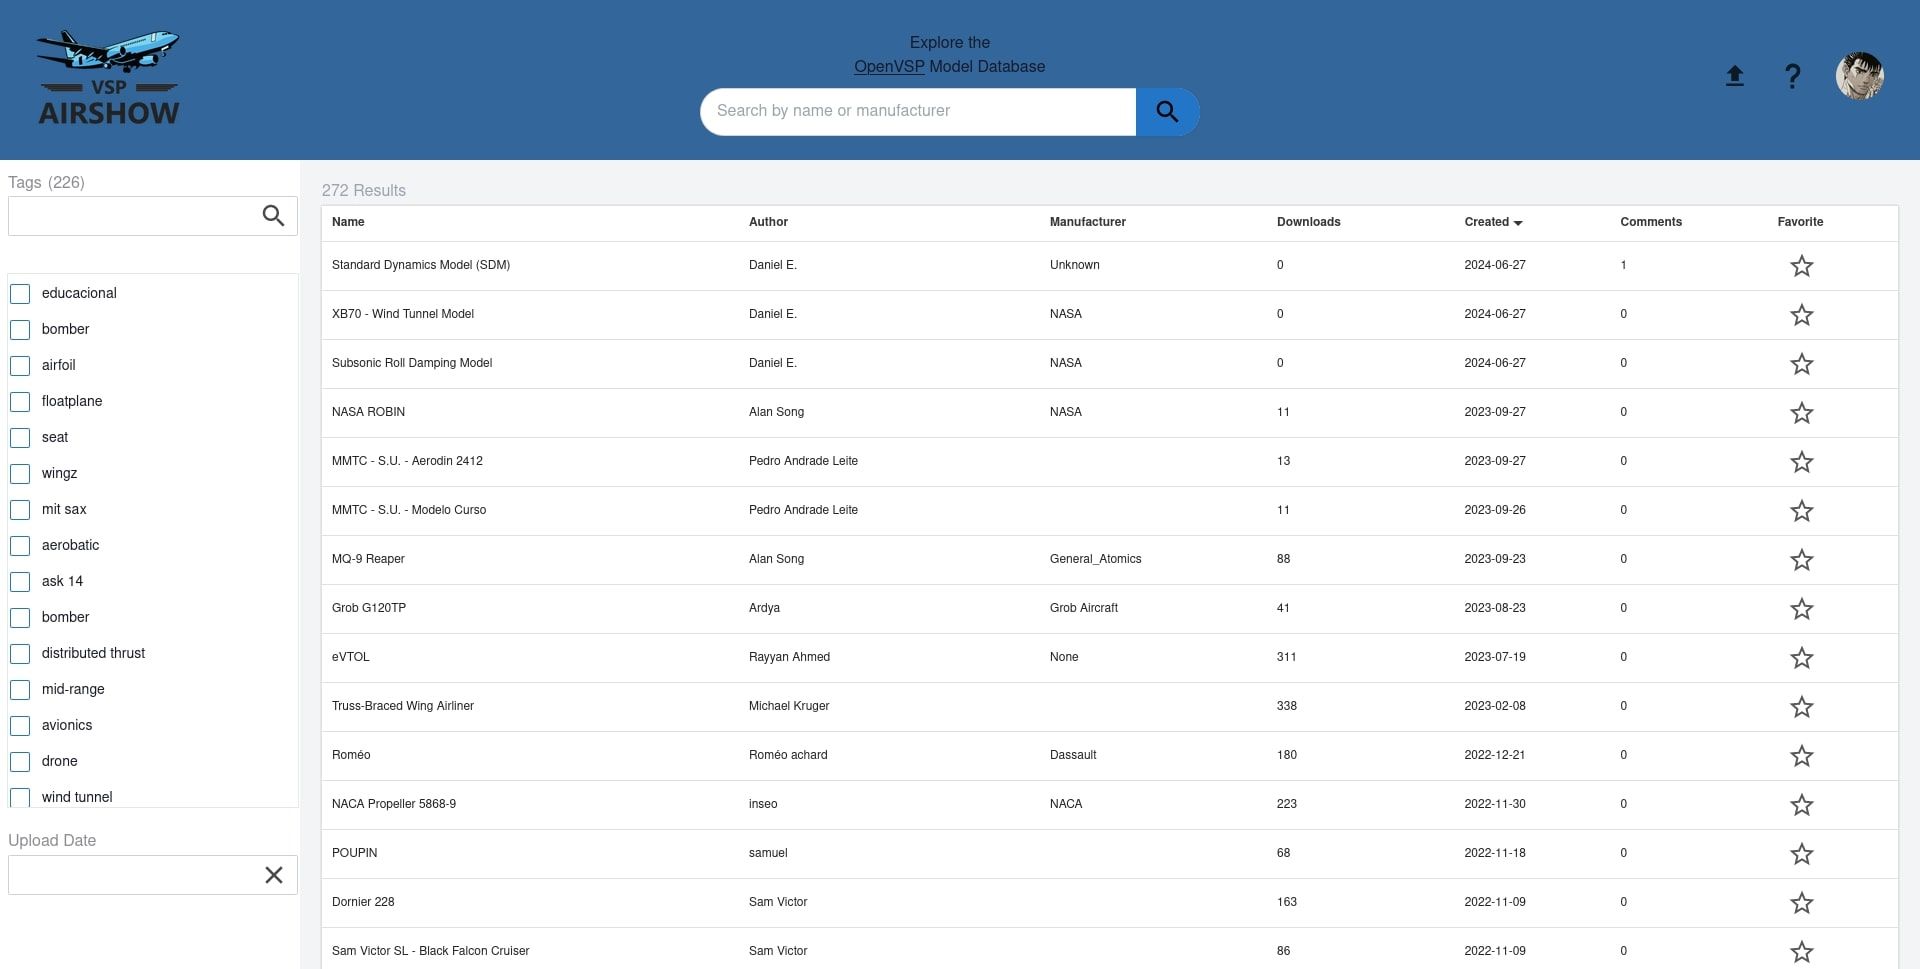 VSP
AIRSHOW
Explore the
OpenVSP Model Database
Search by name or manufacturer
?
Tags (226)
educacional
bomber
airfoil
floatplane
seat
wingz
mit sax
aerobatic
ask 14
bomber
distributed thrust
mid-range
avionics
drone
wind tunnel
Upload Date
272 Results
Name Author Manufacturer Downloads Created Comments Favorite
Standard Dynamics Model (SDM) Daniel E. Unknown 0 2024-06-27 1
XB70 - Wind Tunnel Model Daniel E. NASA 0 2024-06-27 0
Subsonic Roll Damping Model Daniel E. NASA 0 2024-06-27 0
NASA ROBIN Alan Song NASA 11 2023-09-27 0
MMTC - S.U. - Aerodin 2412 Pedro Andrade Leite 13 2023-09-27 0
MMTC - S.U. - Modelo Curso Pedro Andrade Leite 11 2023-09-26 0
MQ-9 Reaper Alan Song General_Atomics 88 2023-09-23 0
Grob G120TP Ardya Grob Aircraft 41 2023-08-23 0
eVTOL Rayyan Ahmed None 311 2023-07-19 0
Truss-Braced Wing Airliner Michael Kruger 338 2023-02-08 0
Roméo Roméo achard Dassault 180 2022-12-21 0
NACA Propeller 5868-9 inseo NACA 223 2022-11-30 0
POUPIN samuel 68 2022-11-18 0
Dornier 228 Sam Victor 163 2022-11-09 0
Sam Victor SL - Black Falcon Cruiser Sam Victor 86 2022-11-09 0